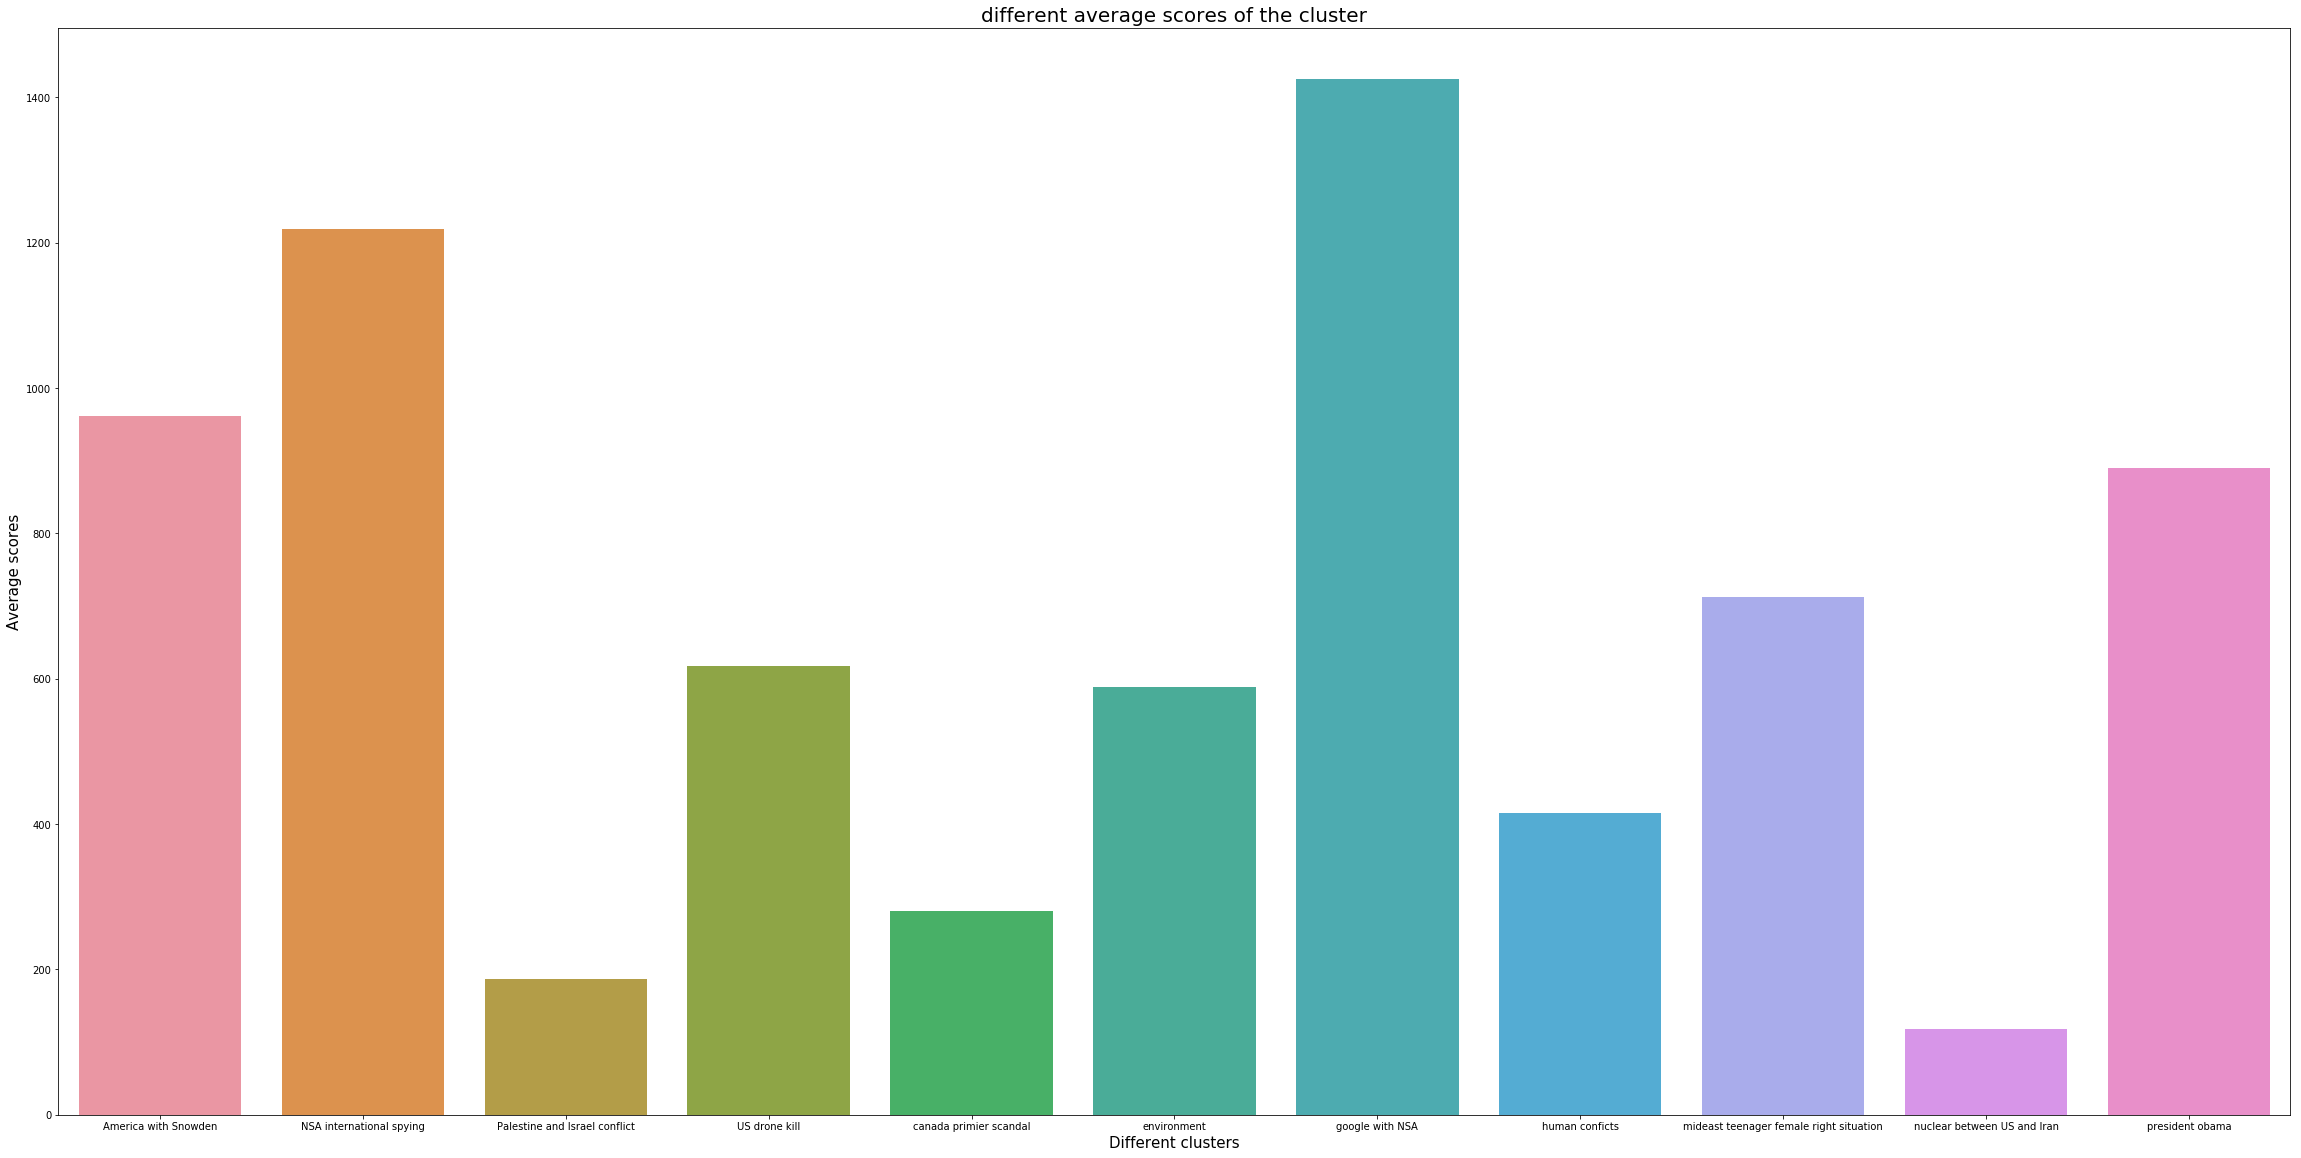 different average scores of the cluster
Average scores
1400
1200
1000
800
600
400
200
0
America with Snowden
NSA international spying
Palestine and Israel conflict
US drone kill
canada primier scandal
environment
google with NSA
human conficts
mideast teenager female right situation
nuclear between US and Iran
president obama
Different clusters